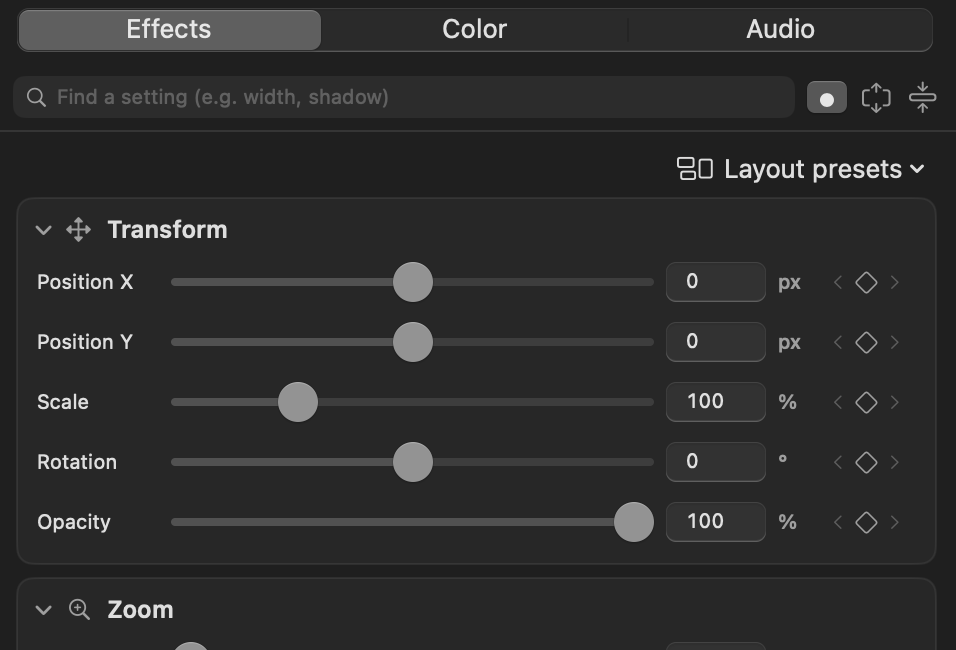 Effects Color Audio
Find a setting (e.g. width, shadow)
Layout presets
Transform
Position X 0 px
Position Y 0 px
Scale 100 %
Rotation 0 °
Opacity 100 %
Zoom